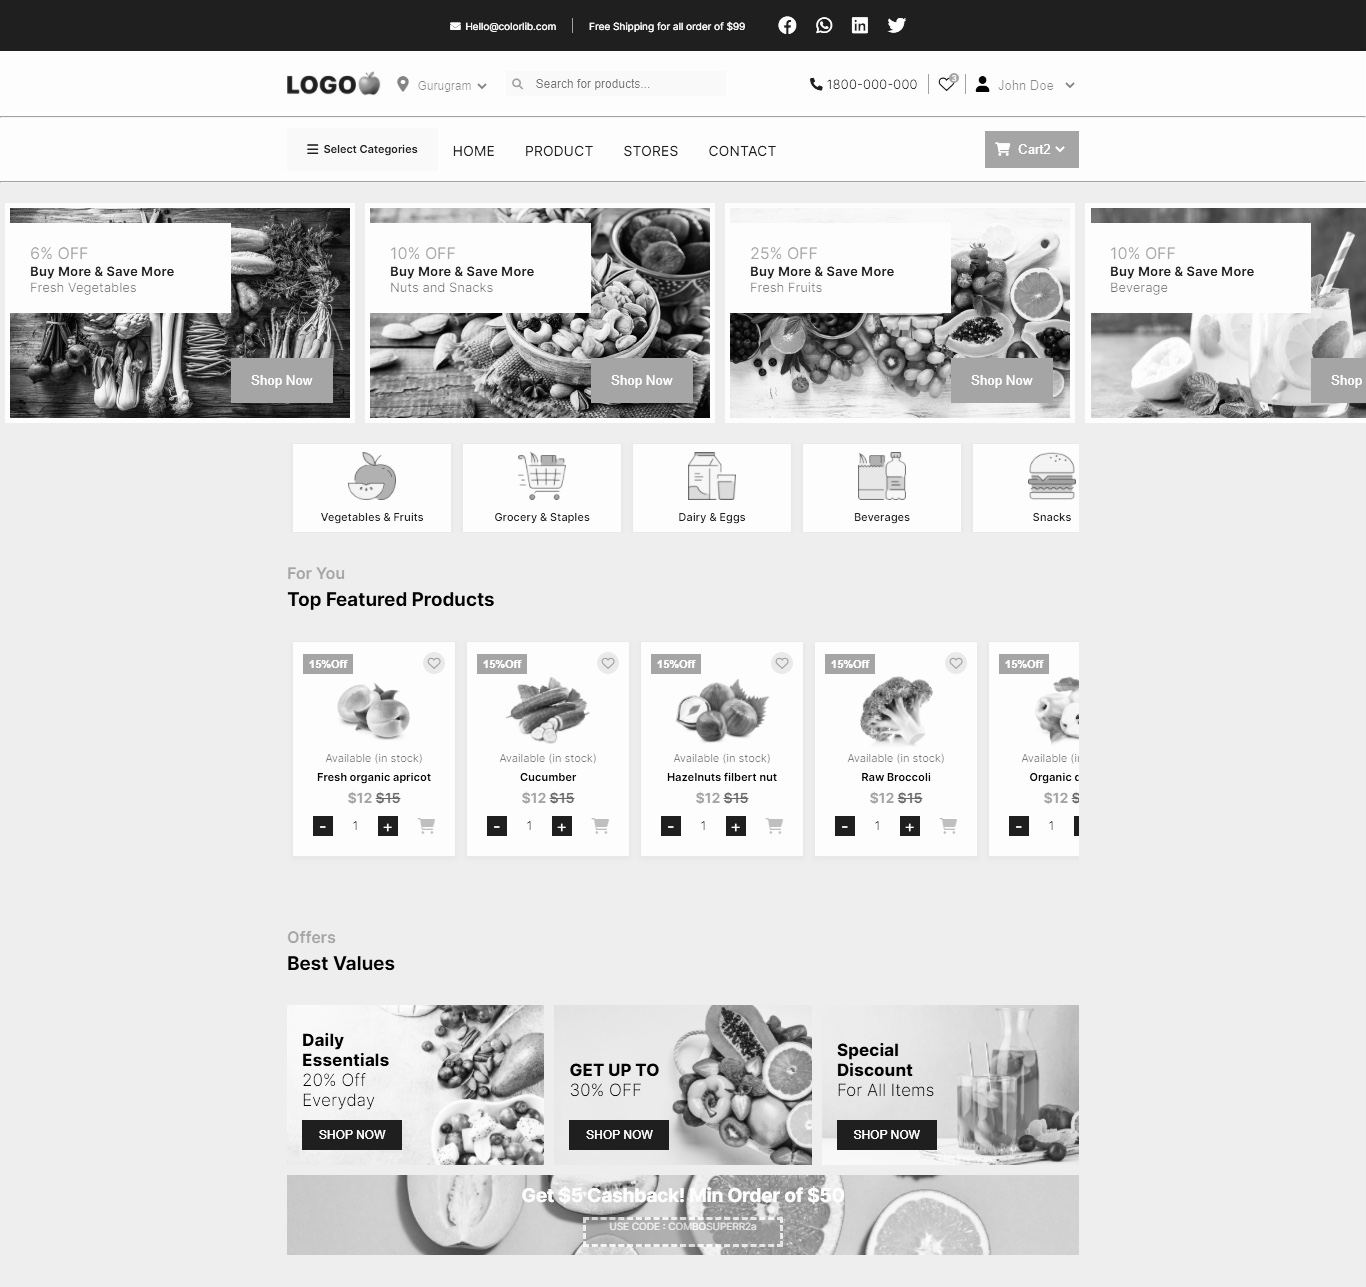 Hello@colorlib.com
Free Shipping for all order of $99
LOGO
Gurugram
Search for products...
1800-000-000
3
John Doe
Select Categories
HOME
PRODUCT
STORES
CONTACT
Cart2
6% OFF
Buy More & Save More
Fresh Vegetables
Shop Now
10% OFF
Buy More & Save More
Nuts and Snacks
Shop Now
25% OFF
Buy More & Save More
Fresh Fruits
Shop Now
10% OFF
Buy More & Save More
Beverage
Shop
Vegetables & Fruits
Grocery & Staples
Dairy & Eggs
Beverages
Snacks
For You
Top Featured Products
15%Off
Available (in stock)
Fresh organic apricot
$12 $15
- 1 +
15%Off
Available (in stock)
Cucumber
$12 $15
- 1 +
15%Off
Available (in stock)
Hazelnuts filbert nut
$12 $15
- 1 +
15%Off
Available (in stock)
Raw Broccoli
$12 $15
- 1 +
15%Off
Available (i
Organic
$12 $
- 1
Offers
Best Values
Daily
Essentials
20% Off
Everyday
SHOP NOW
GET UP TO
30% OFF
SHOP NOW
Special
Discount
For All Items
SHOP NOW
Get $5 Cashback! Min Order of $50
USE CODE : COMBOSUPERR2a